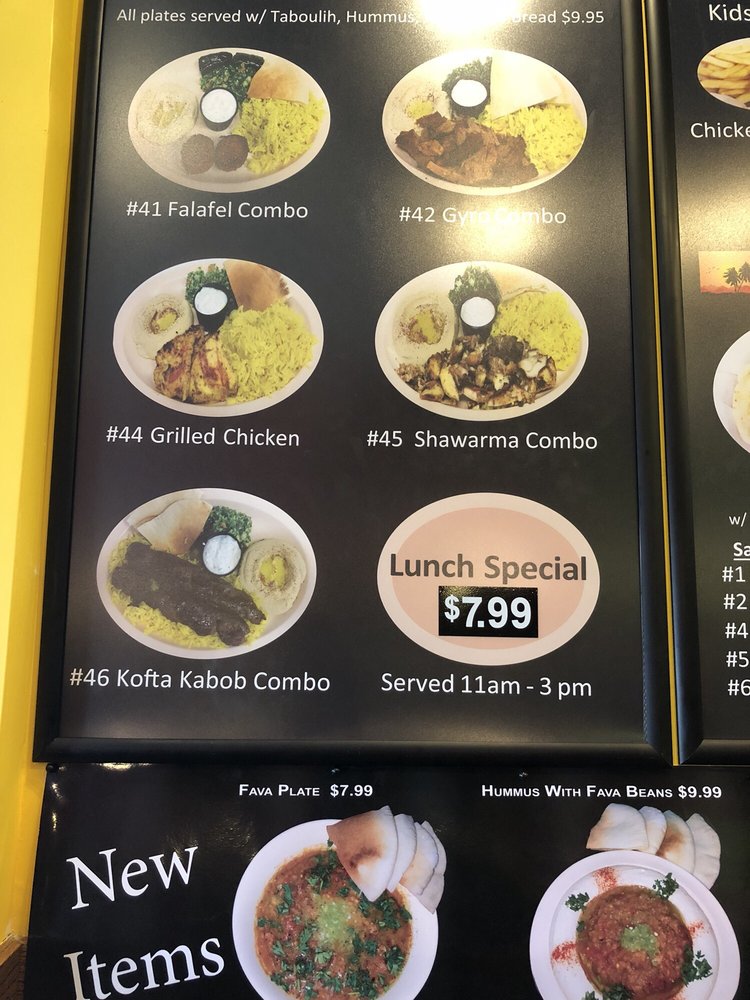 All plates served w/ Taboulih, Hummus, $9.95
#41 Falafel Combo
#42 Gyro Combo
#44 Grilled Chicken
#45 Shawarma Combo
#46 Kofta Kabob Combo
Lunch Special
$7.99
Served 11am - 3 pm
Kids
w/
#1
#2
FAVA PLATE $7.99
HUMMUS WITH FAVA BEANS $9.99
New
Items